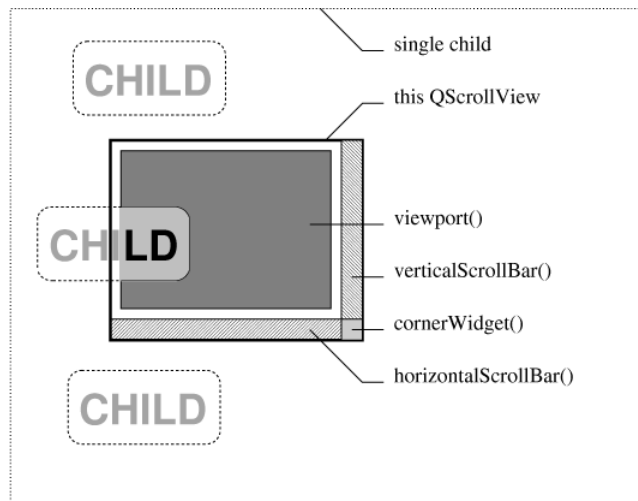 single child
CHILD
this QScrollView
viewport()
CHILD
verticalScrollBar()
cornerWidget()
horizontalScrollBar()
CHILD